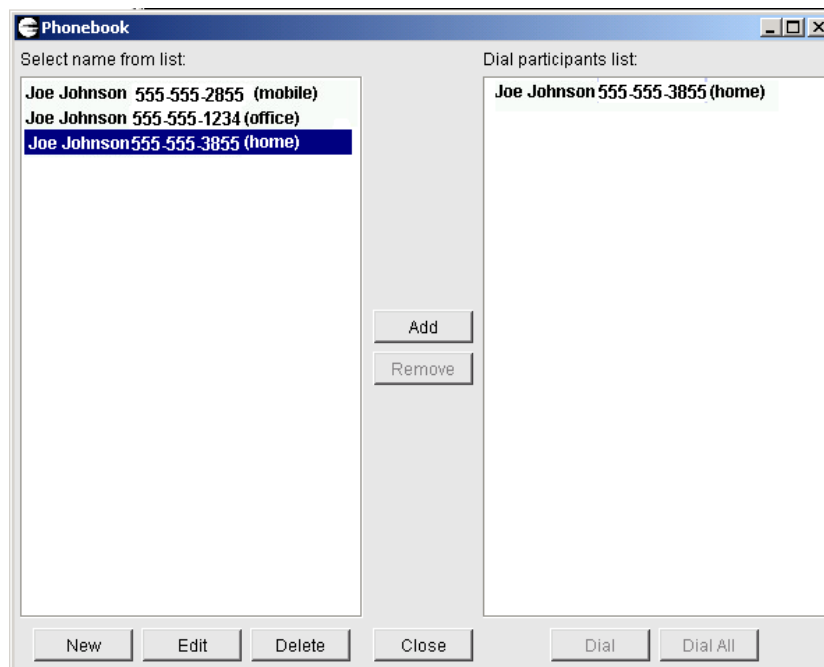 Phonebook
Select name from list:
Joe Johnson 555-555-2855 (mobile)
Joe Johnson 555-555-1234 (office)
Joe Johnson 555-555-3855 (home)
Dial participants list:
Joe Johnson 555-555-3855 (home)
Add
Remove
New Edit Delete Close Dial Dial All